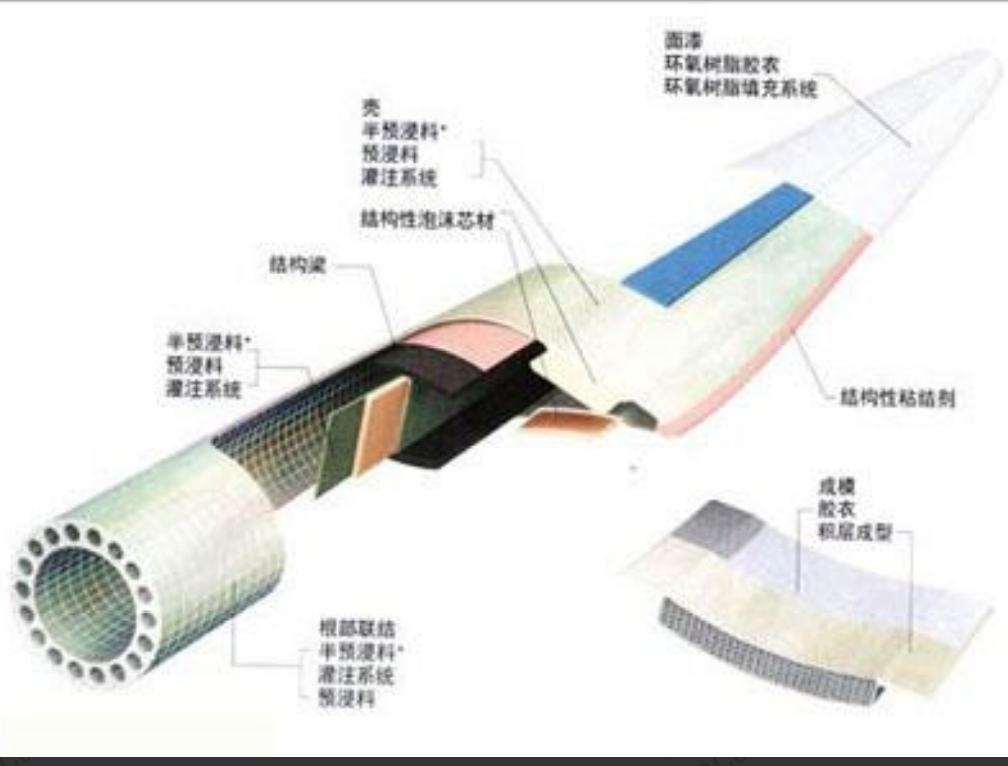 面漆
环氧树脂胶衣
环氧树脂填充系统
壳
半预浸料*
预浸料
灌注系统
结构性泡沫芯材
结构梁
半预浸料*
预浸料
灌注系统
结构性粘结剂
成模
胶衣
积层成型
根部联结
半预浸料*
灌注系统
预浸料